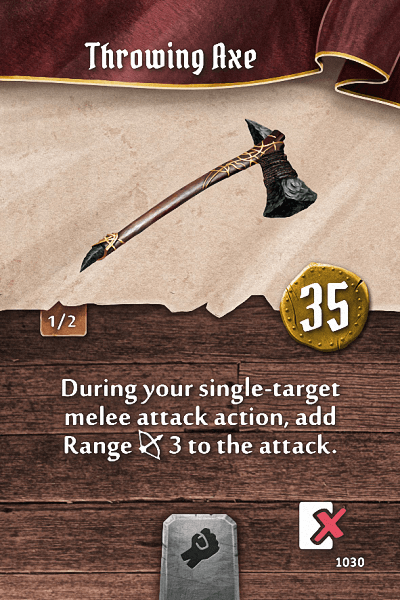 Throwing Axe
1/2
35
During your single-target
melee attack action, add
Range 3 to the attack.
1030